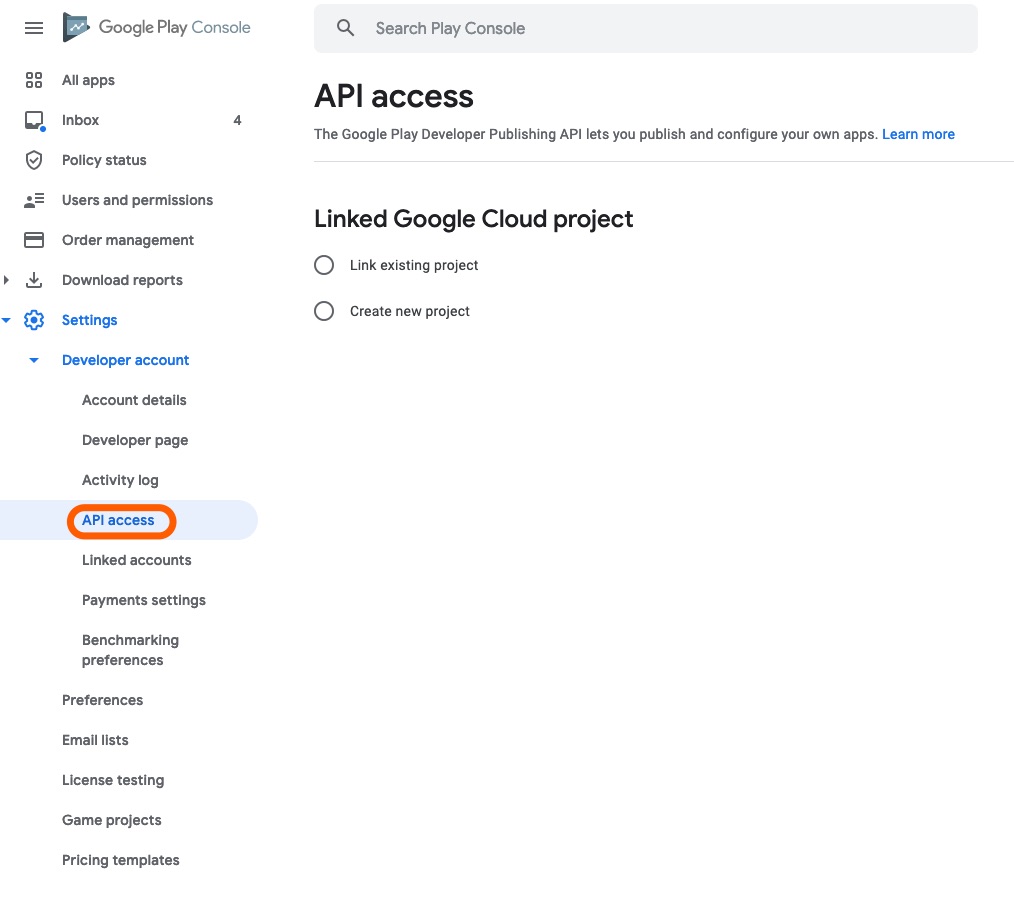 Google Play Console
Search Play Console
All apps
Inbox 4
Policy status
Users and permissions
Order management
Download reports
Settings
Developer account
Account details
Developer page
Activity log
API access
Linked accounts
Payments settings
Benchmarking
preferences
Preferences
Email lists
License testing
Game projects
Pricing templates
API access
The Google Play Developer Publishing API lets you publish and configure your own apps. Learn more
Linked Google Cloud project
Link existing project
Create new project